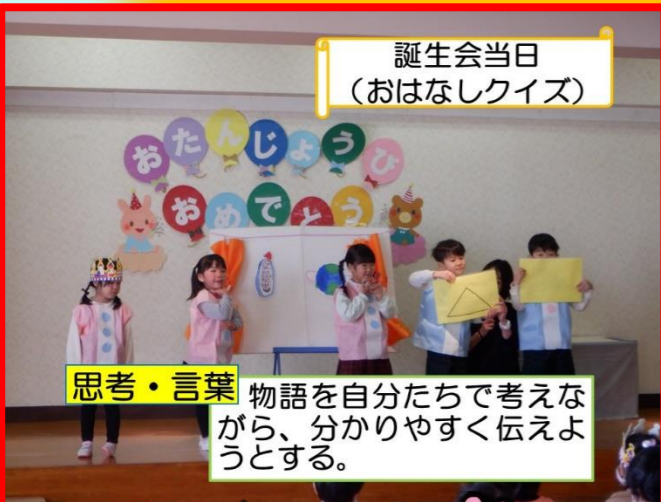 誕生会当日
（おはなしクイズ）
おたんじょうび
おめでとう
思考・言葉
物語を自分たちで考えな
がら、分かりやすく伝えよ
うとする。